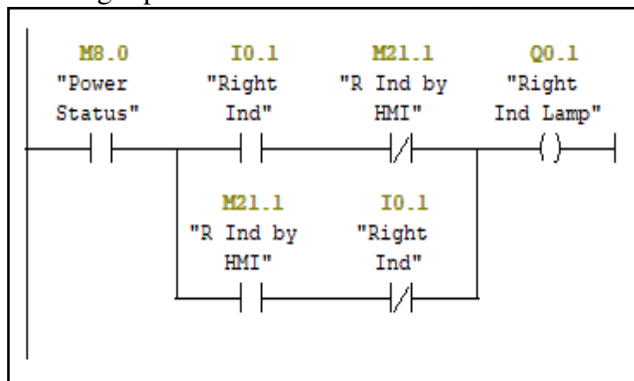 M8.0 I0.1 M21.1 Q0.1
"Power "Right "R Ind by "Right
Status" Ind" HMI" Ind Lamp"
M21.1 I0.1
"R Ind by "Right
HMI" Ind"